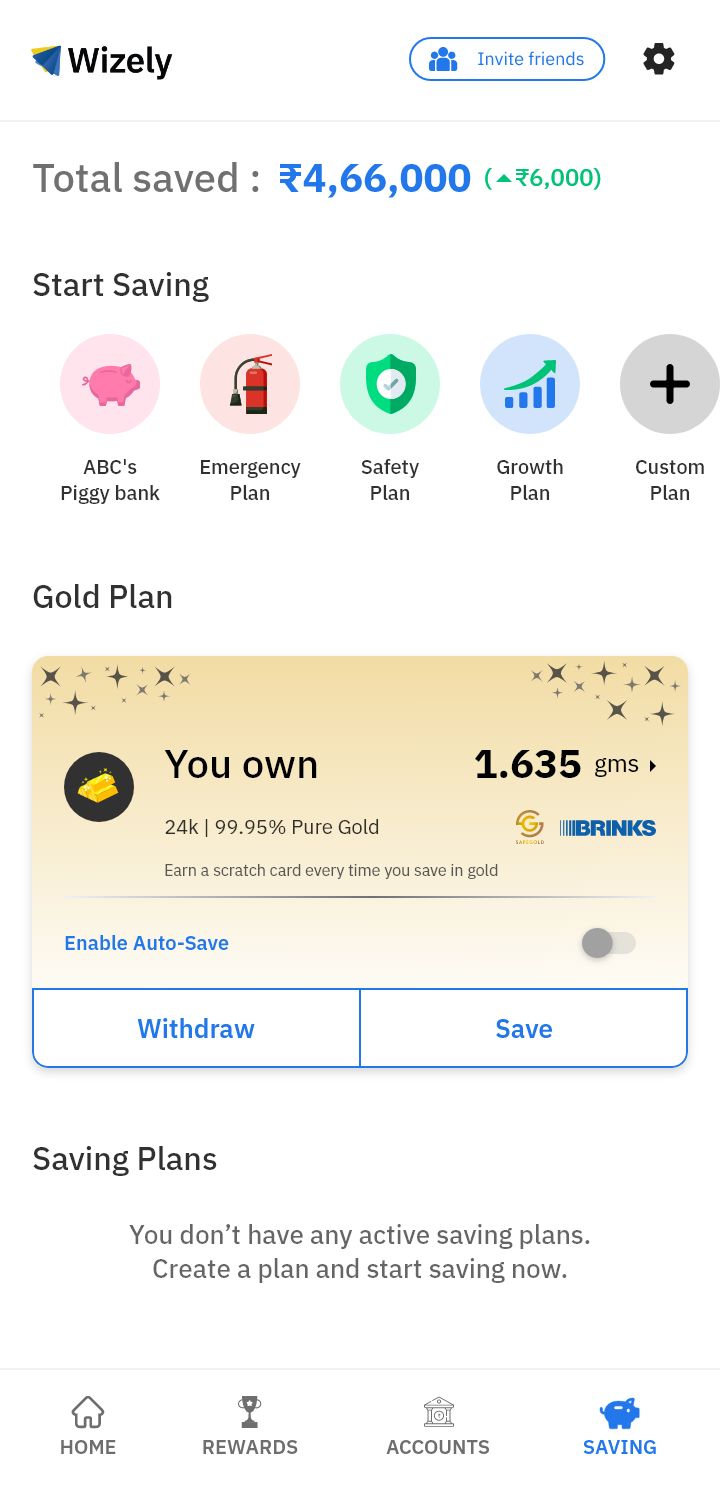 Wizely
Invite friends
Total saved : ₹4,66,000 (▲₹6,000)
Start Saving
ABC's
Piggy bank
Emergency
Plan
Safety
Plan
Growth
Plan
Custom
Plan
Gold Plan
You own
1.635 gms
24k | 99.95% Pure Gold
SAFEGOLD
BRINKS
Earn a scratch card every time you save in gold
Enable Auto-Save
Withdraw
Save
Saving Plans
You don’t have any active saving plans.
Create a plan and start saving now.
HOME
REWARDS
ACCOUNTS
SAVING